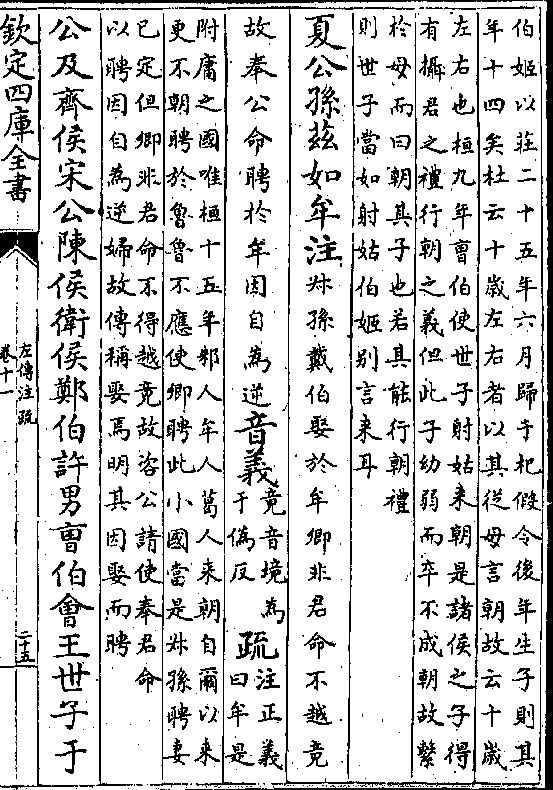 伯姬以莊二十五年六月歸于杞假令後年生子則其
年十四矣杜云十歲左右者以其從母言朝故云十歲
左右也桓九年曹伯使世子射姑来朝是諸侯之子得
有攝君之禮行朝之義但此子幼弱而卒不成朝故繫
於母而曰朝其子也若其能行朝禮
則世子當如射姑伯姬别言来耳
夏公孫兹如牟注叔孫戴伯娶於牟卿非君命不越竟
故奉公命聘於牟因自為逆音義竟音境為于偽反疏注正義曰牟是
附庸之國唯桓十五年邾人牟人葛人来朝自爾以来
更不朝聘於魯魯不應使卿聘此小國當是叔孫聘妻
已定但卿非君命不得越竟故咨公請使奉君命
以聘因自為逆婦故傳稱娶焉明其因娶而聘
公及齊侯宋公陳侯衛侯鄭伯許男曹伯會王世子于
欽定四庫全書
左傳注疏
卷十一
二十五